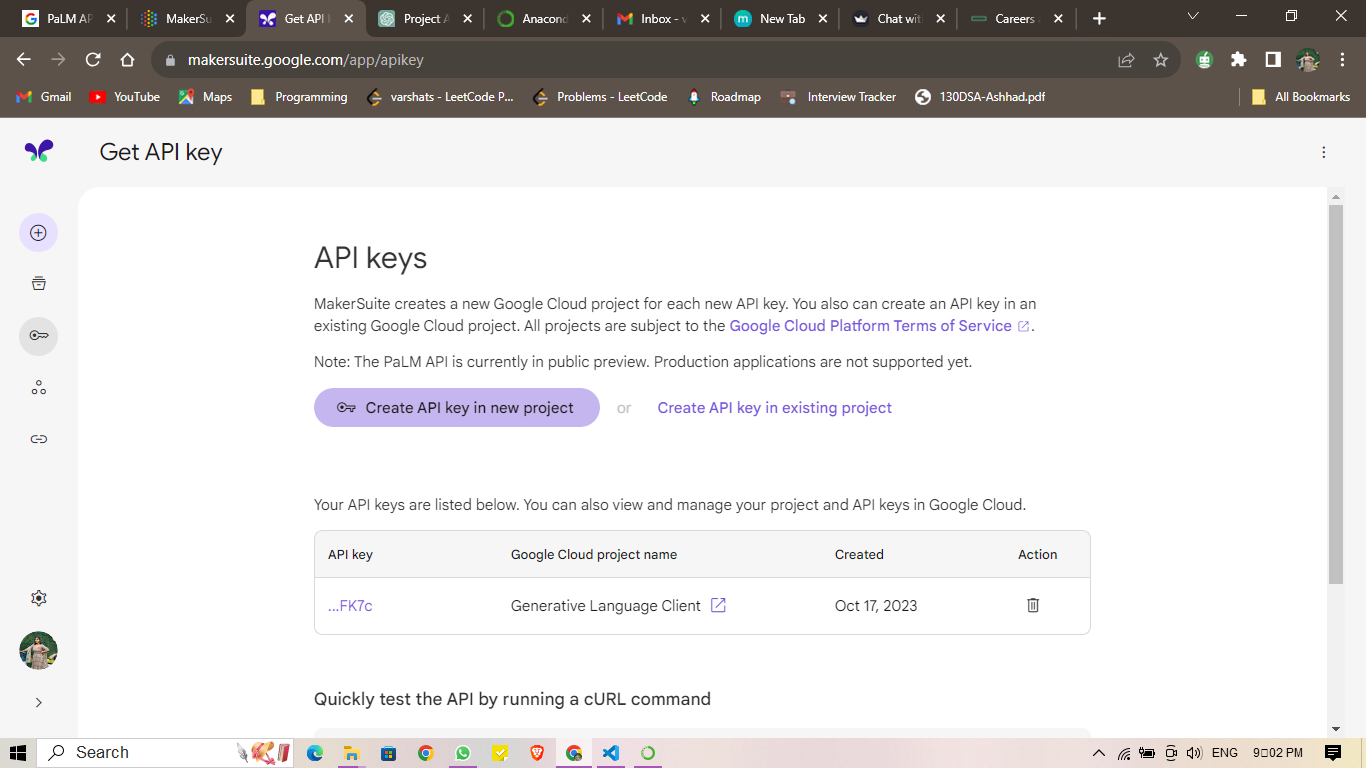 PaLM AP
MakerSu
Get API k
Project A
Anacond
Inbox - v
New Tab
Chat wit
Careers
makersuite.google.com/app/apikey
Gmail
YouTube
Maps
Programming
varshats - LeetCode P...
Problems - LeetCode
Roadmap
Interview Tracker
130DSA-Ashhad.pdf
All Bookmarks
Get API key
API keys
MakerSuite creates a new Google Cloud project for each new API key. You also can create an API key in an
existing Google Cloud project. All projects are subject to the Google Cloud Platform Terms of Service.
Note: The PaLM API is currently in public preview. Production applications are not supported yet.
Create API key in new project or Create API key in existing project
Your API keys are listed below. You can also view and manage your project and API keys in Google Cloud.
API key Google Cloud project name Created Action
...FK7c Generative Language Client Oct 17, 2023
Quickly test the API by running a cURL command
Search
ENG
9:02 PM